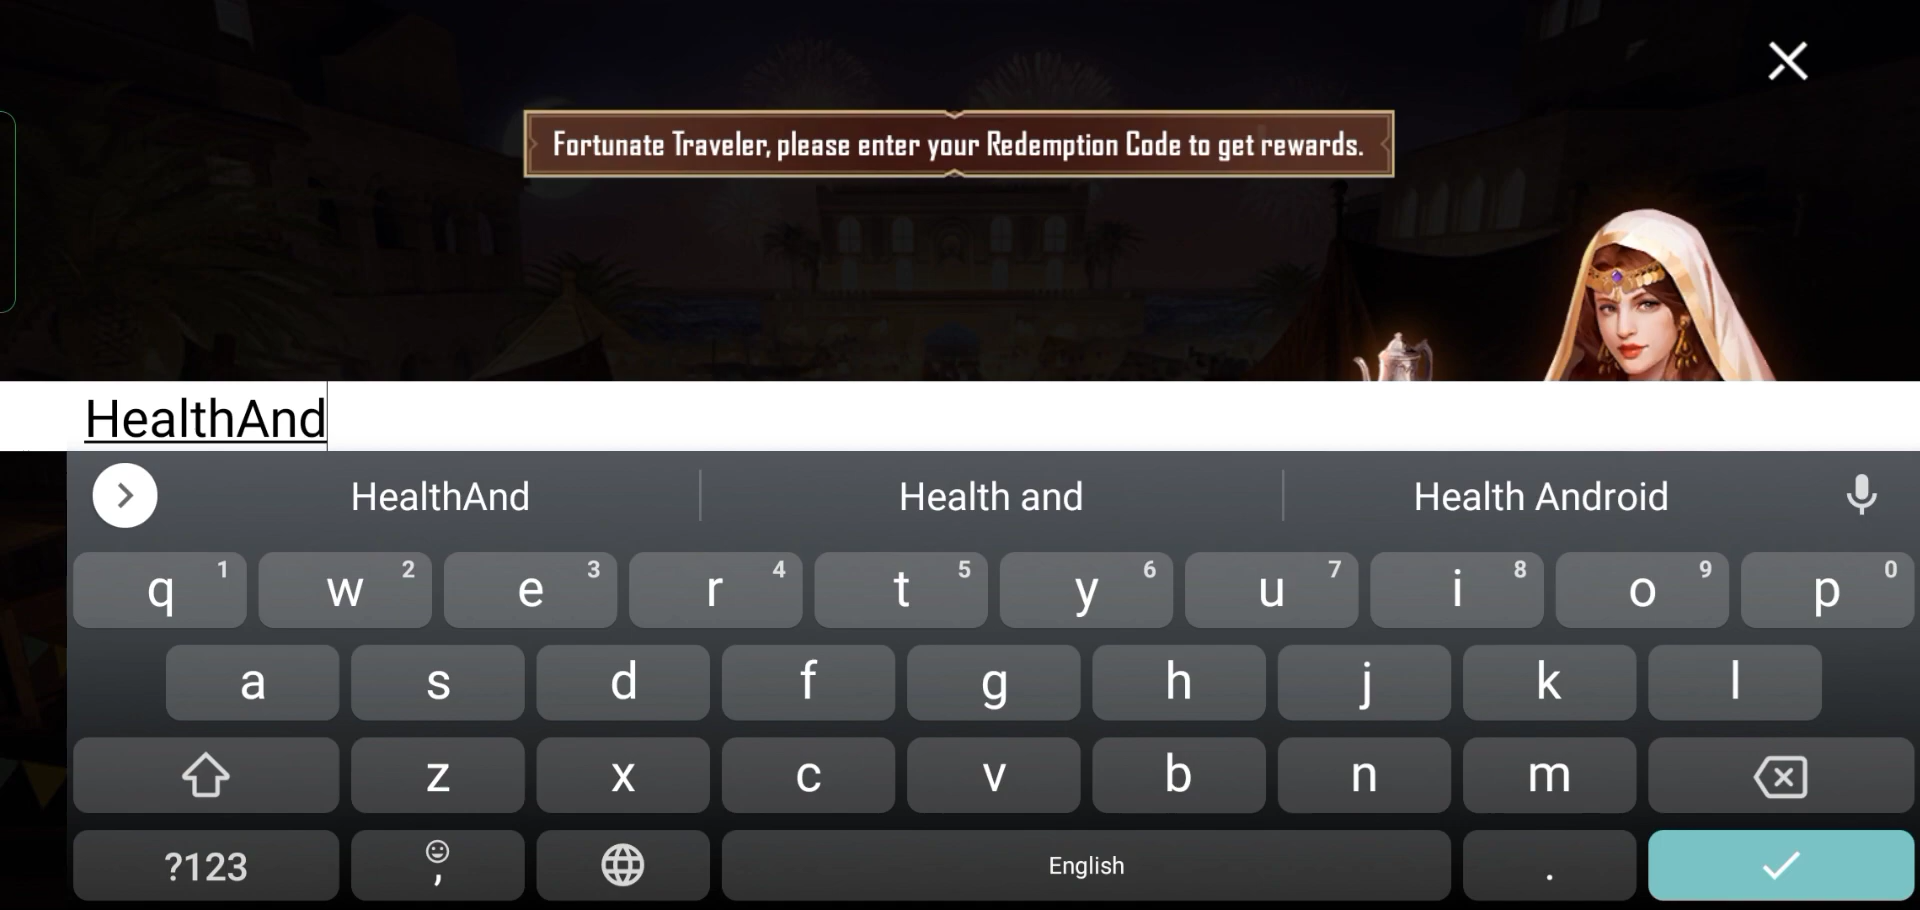 Fortunate Traveler, please enter your Redemption Code to get rewards.
HealthAnd
HealthAnd Health and Health Android
q 1 w 2 e 3 r 4 t 5 y 6 u 7 i 8 o 9 p 0
a s d f g h j k l
z x c v b n m
?123 , English .